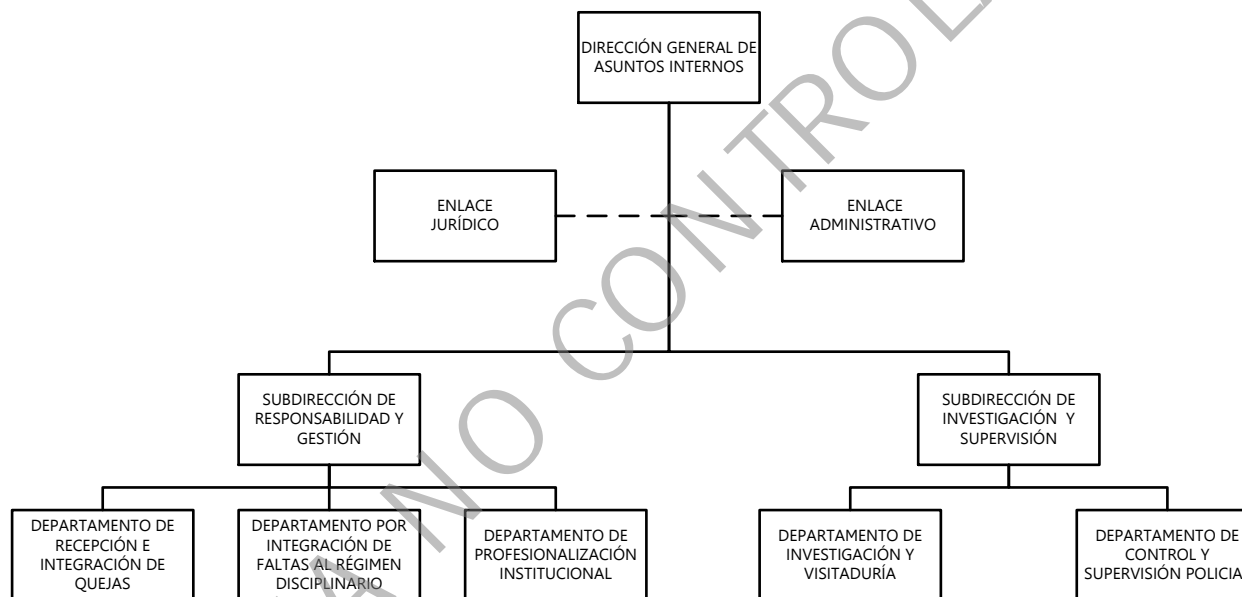 DIRECCIÓN GENERAL DE
ASUNTOS INTERNOS
ENLACE
JURÍDICO
ENLACE
ADMINISTRATIVO
SUBDIRECCIÓN DE
RESPONSABILIDAD Y
GESTIÓN
SUBDIRECCIÓN DE
INVESTIGACIÓN Y
SUPERVISIÓN
DEPARTAMENTO DE
RECEPCIÓN E
INTEGRACIÓN DE
QUEJAS
DEPARTAMENTO POR
INTEGRACIÓN DE
FALTAS AL RÉGIMEN
DISCIPLINARIO
DEPARTAMENTO DE
PROFESIONALIZACIÓN
INSTITUCIONAL
DEPARTAMENTO DE
INVESTIGACIÓN Y
VISITADURÍA
DEPARTAMENTO DE
CONTROL Y
SUPERVISIÓN POLICIA
NO CONTROL